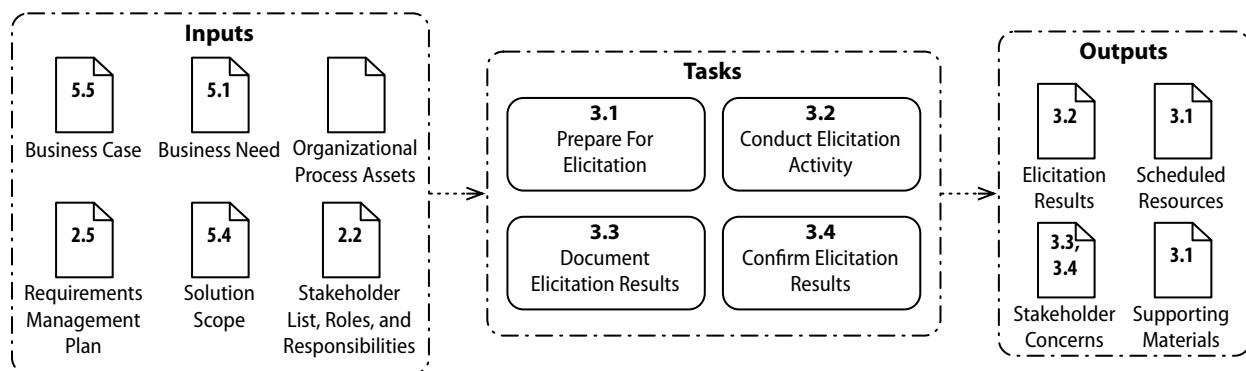 Inputs
5.5
Business Case
5.1
Business Need
Organizational
Process Assets
2.5
Requirements
Management
Plan
5.4
Solution
Scope
2.2
Stakeholder
List, Roles, and
Responsibilities
Tasks
3.1
Prepare For
Elicitation
3.2
Conduct Elicitation
Activity
3.3
Document
Elicitation Results
3.4
Confirm Elicitation
Results
Outputs
3.2
Elicitation
Results
3.1
Scheduled
Resources
3.3,
3.4
Stakeholder
Concerns
3.1
Supporting
Materials